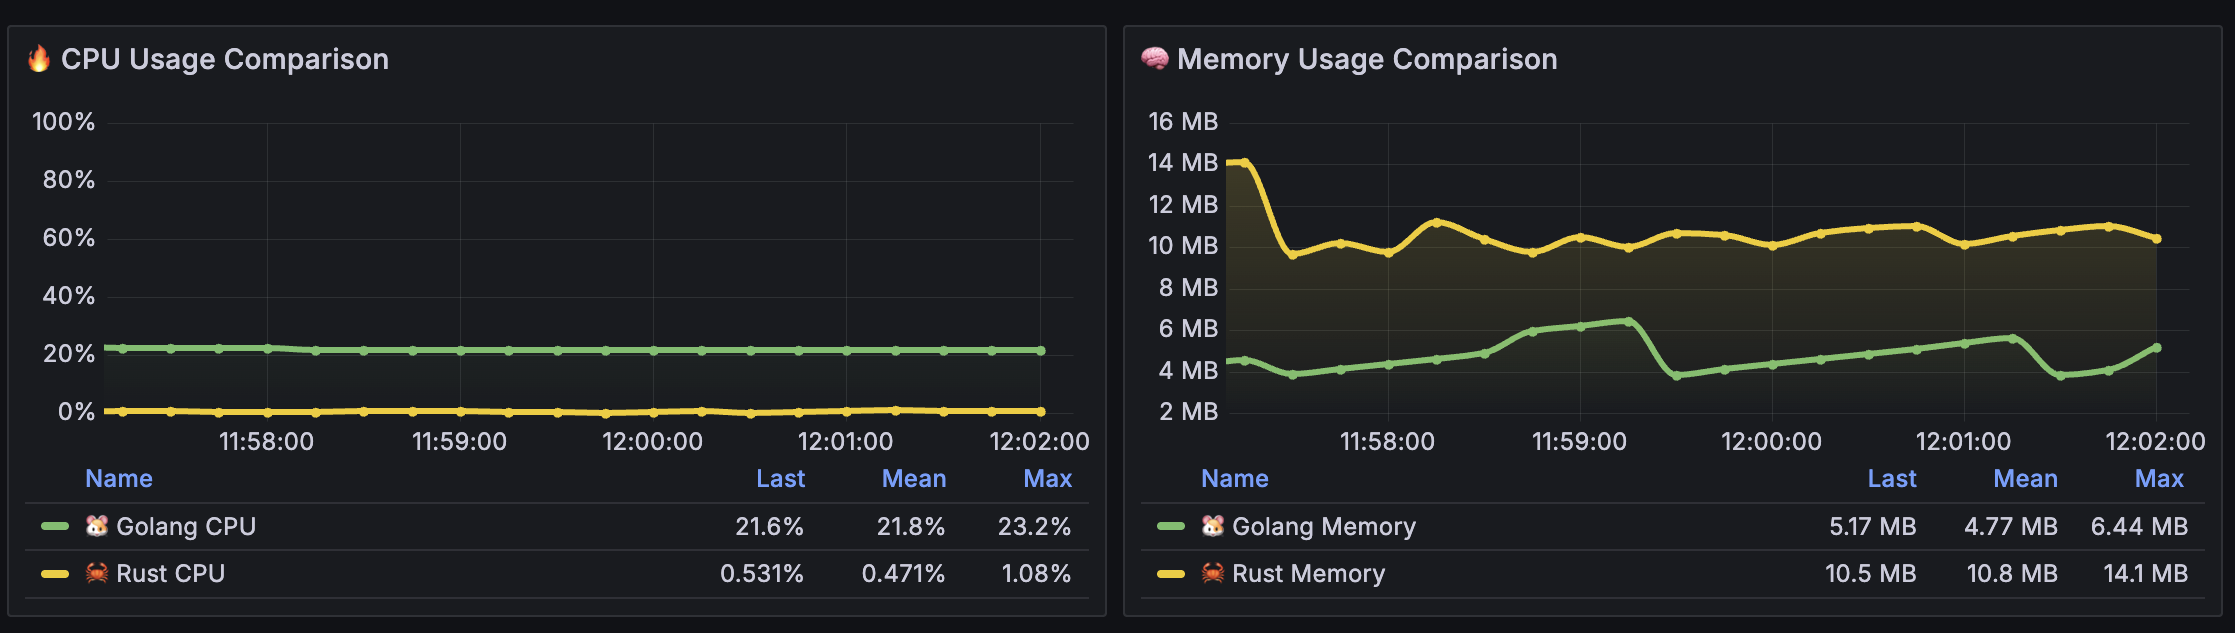 🔥 CPU Usage Comparison
100%
80%
60%
40%
20%
0%
11:58:00 11:59:00 12:00:00 12:01:00 12:02:00
Name Last Mean Max
🐹 Golang CPU 21.6% 21.8% 23.2%
🦀 Rust CPU 0.531% 0.471% 1.08%
🧠 Memory Usage Comparison
16 MB
14 MB
12 MB
10 MB
8 MB
6 MB
4 MB
2 MB
11:58:00 11:59:00 12:00:00 12:01:00 12:02:00
Name Last Mean Max
🐹 Golang Memory 5.17 MB 4.77 MB 6.44 MB
🦀 Rust Memory 10.5 MB 10.8 MB 14.1 MB